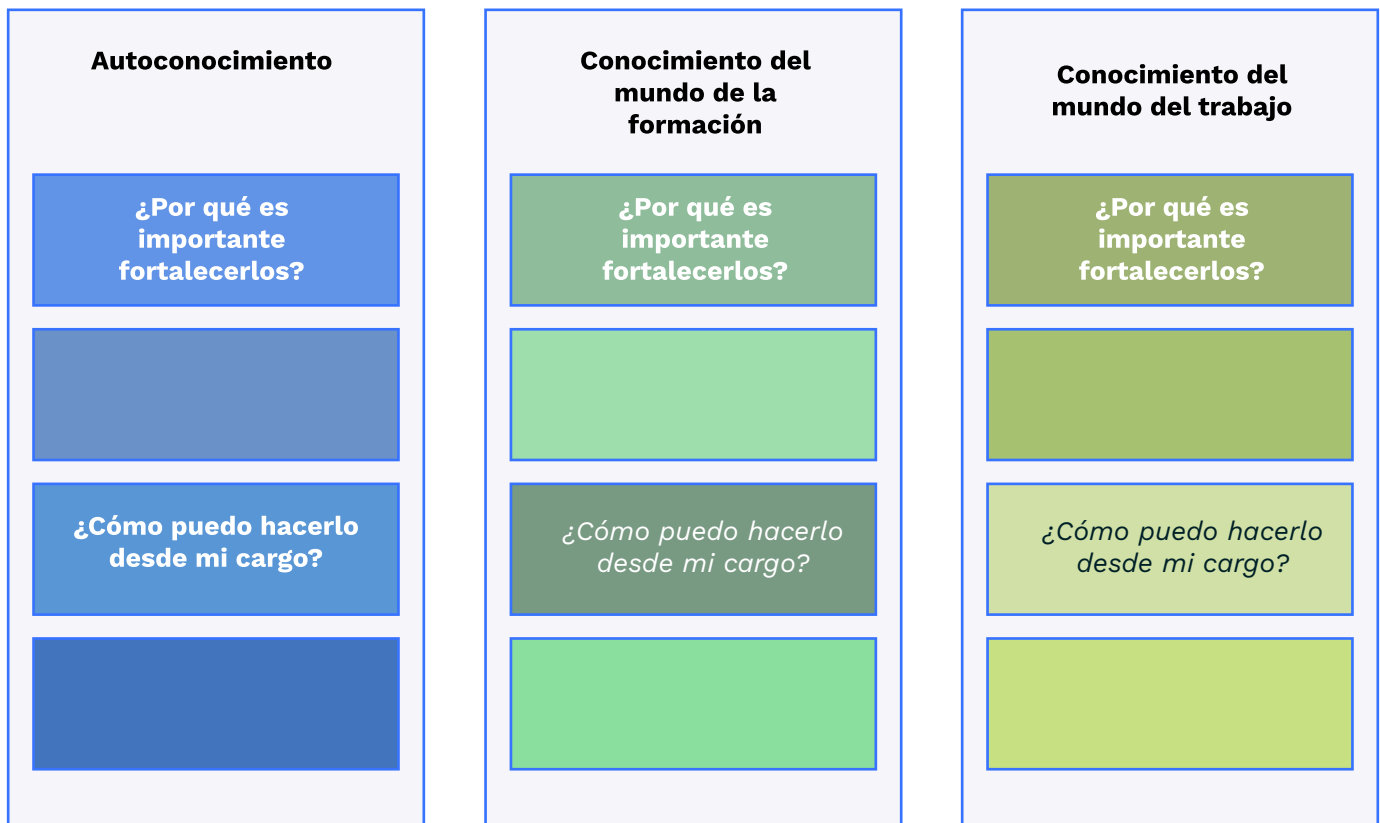 Autoconocimiento
¿Por qué es
importante
fortalecerlos?
¿Cómo puedo hacerlo
desde mi cargo?
Conocimiento del
mundo de la
formación
¿Por qué es
importante
fortalecerlos?
¿Cómo puedo hacerlo
desde mi cargo?
Conocimiento del
mundo del trabajo
¿Por qué es
importante
fortalecerlos?
¿Cómo puedo hacerlo
desde mi cargo?